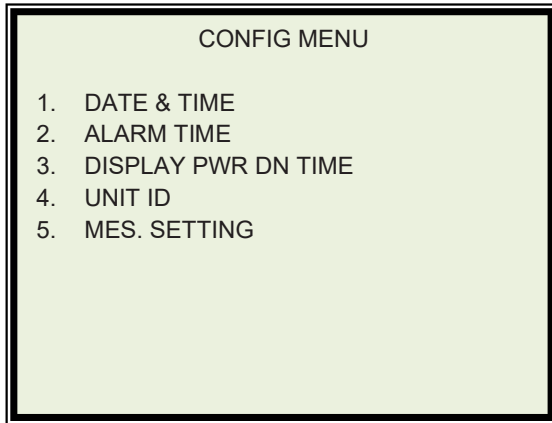 CONFIG MENU
1. DATE & TIME
2. ALARM TIME
3. DISPLAY PWR DN TIME
4. UNIT ID
5. MES. SETTING